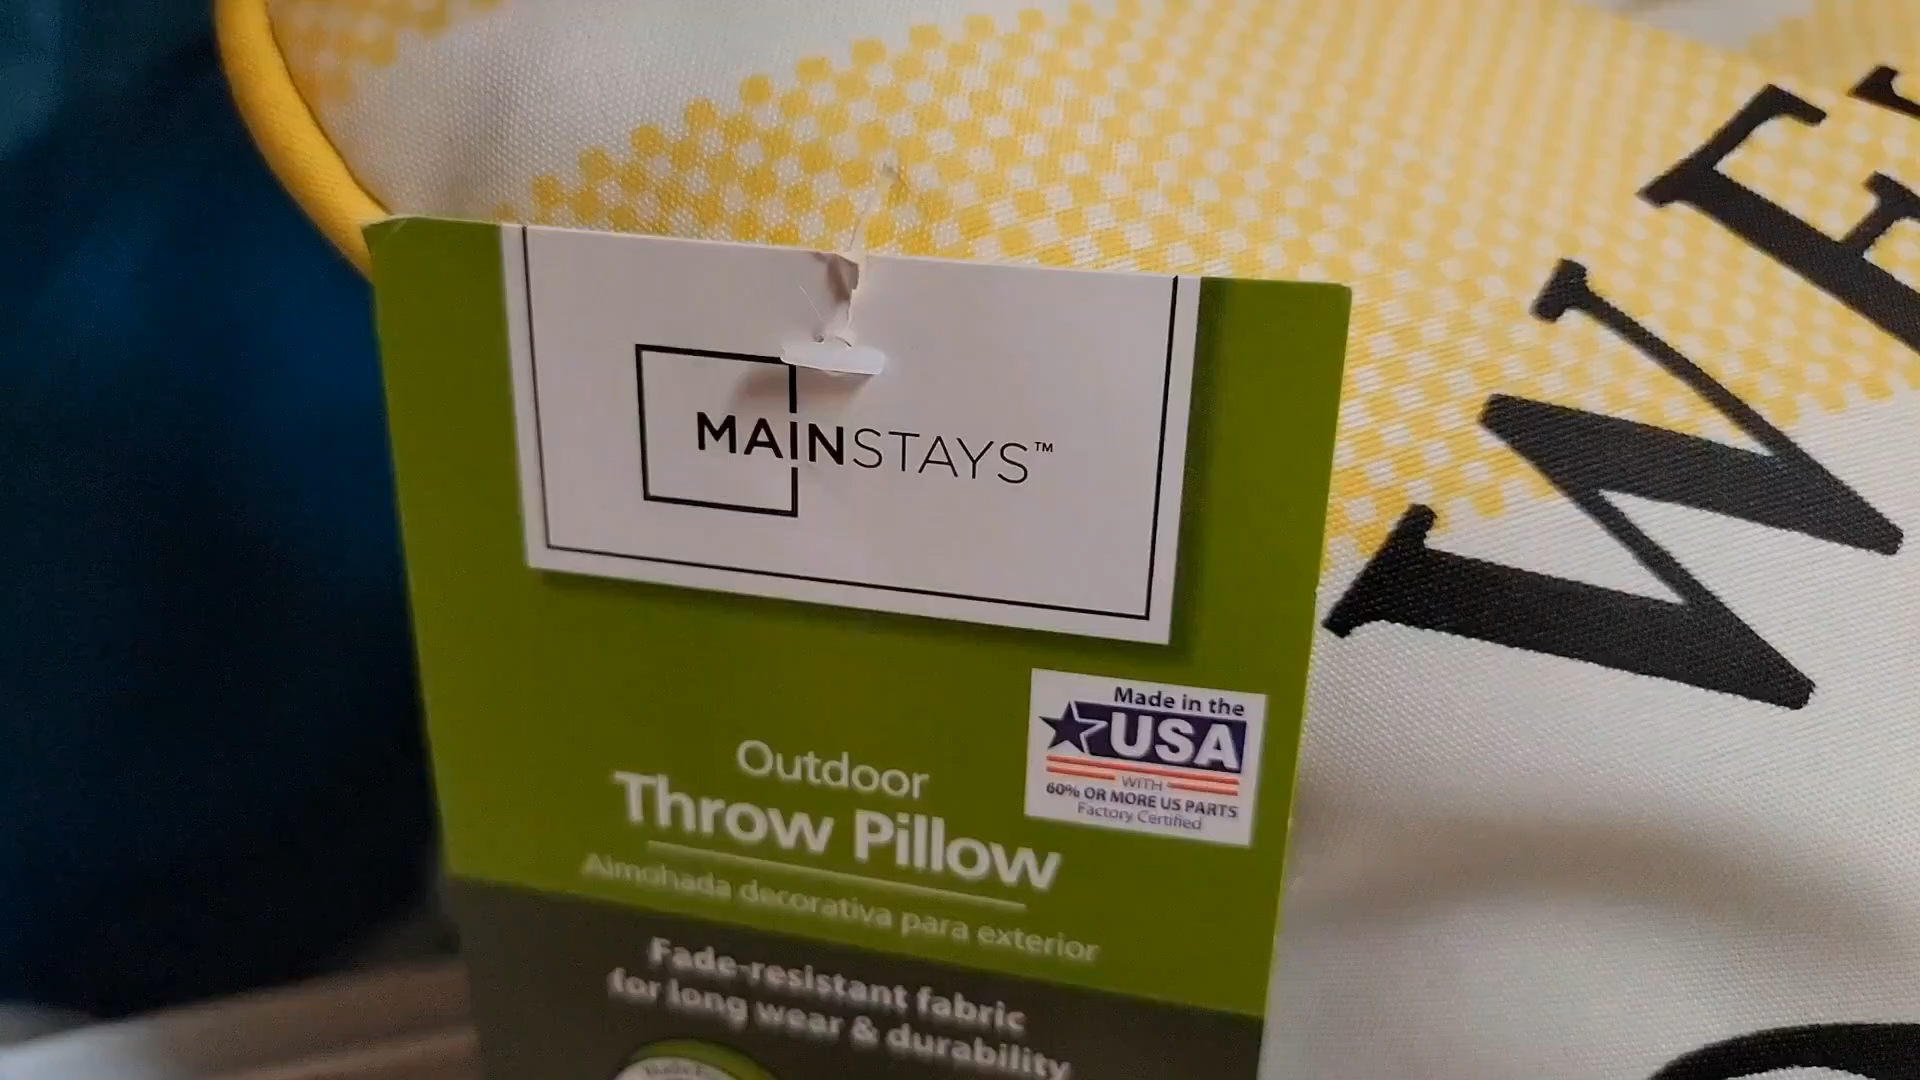 MAINSTAYS™
Made in the
USA
WITH
60% OR MORE US PARTS
Factory Certified
Outdoor
Throw Pillow
Almohada decorativa para exterior
Fade-resistant fabric
for long wear & durability
WE